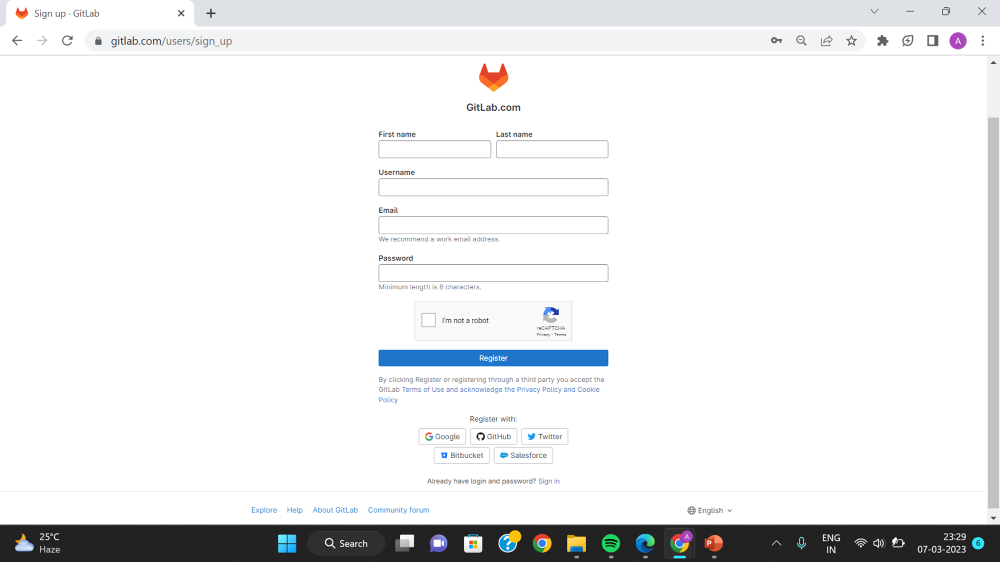 Sign up · GitLab
gitlab.com/users/sign_up
A
GitLab.com
First name Last name
Username
Email
We recommend a work email address.
Password
Minimum length is 8 characters.
I'm not a robot
reCAPTCHA
Privacy - Terms
Register
By clicking Register or registering through a third party you accept the
GitLab Terms of Use and acknowledge the Privacy Policy and Cookie
Policy
Register with:
Google GitHub Twitter
Bitbucket Salesforce
Already have login and password? Sign in
Explore Help About GitLab Community forum English
25°C
Haze
Search
A
P
ENG
IN
23:29
07-03-2023
6